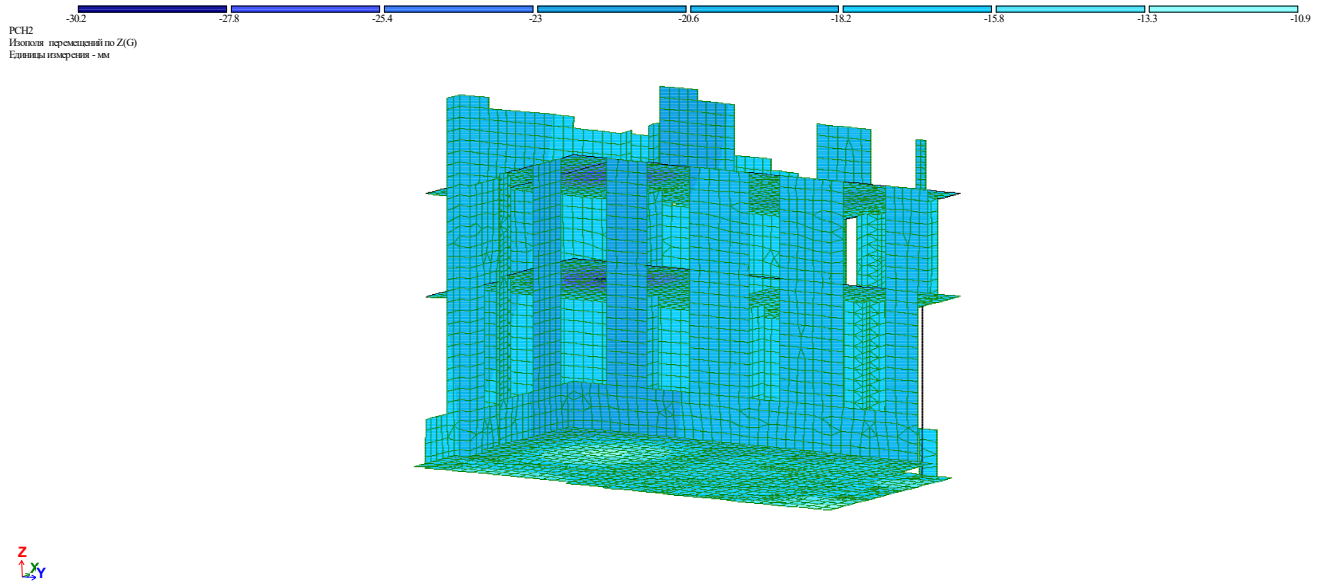 -30.2 -27.8 -25.4 -23 -20.6 -18.2 -15.8 -13.3 -10.9
РСН2
Изополя перемещений по Z(G)
Единицы измерения - мм
Z
X
Y